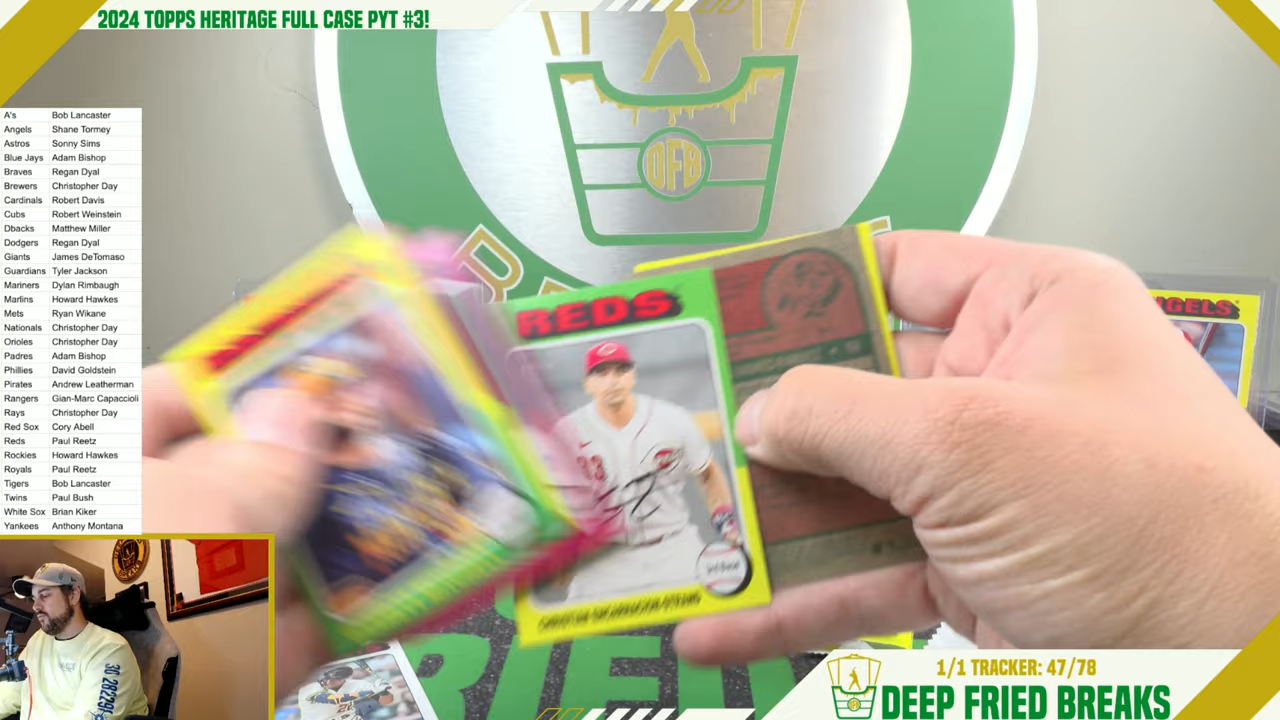 2024 TOPPS HERITAGE FULL CASE PYT #3!
A's Bob Lancaster
Angels Shane Tormey
Astros Sonny Sims
Blue Jays Adam Bishop
Braves Regan Dyal
Brewers Christopher Day
Cardinals Robert Davis
Cubs Robert Weinstein
Dbacks Matthew Miller
Dodgers Regan Dyal
Giants James DeTomaso
Guardians Tyler Jackson
Mariners Dylan Rimbaugh
Marlins Howard Hawkes
Mets Ryan Wikane
Nationals Christopher Day
Orioles Christopher Day
Padres Adam Bishop
Phillies David Goldstein
Pirates Andrew Leatherman
Rangers Gian-Marc Capaccioli
Rays Christopher Day
Red Sox Cory Abell
Reds Paul Reetz
Rockies Howard Hawkes
Royals Paul Reetz
Tigers Bob Lancaster
Twins Paul Bush
White Sox Brian Kiker
Yankees Anthony Montana
DFB
REDS
33
1/1 TRACKER: 47/78
DEEP FRIED BREAKS